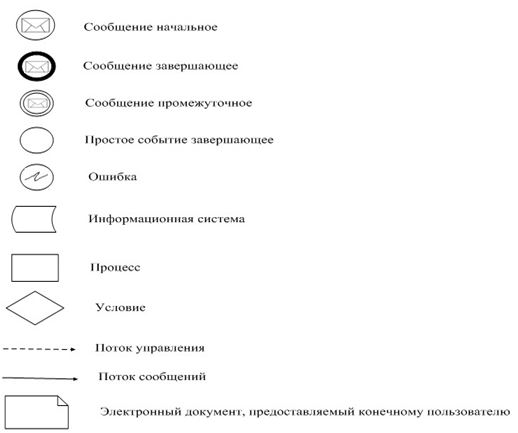 Сообщение начальное
Сообщение завершающее
Сообщение промежуточное
Простое событие завершающее
Ошибка
Информационная система
Процесс
Условие
Поток управления
Поток сообщений
Электронный документ, предоставляемый конечному пользователю